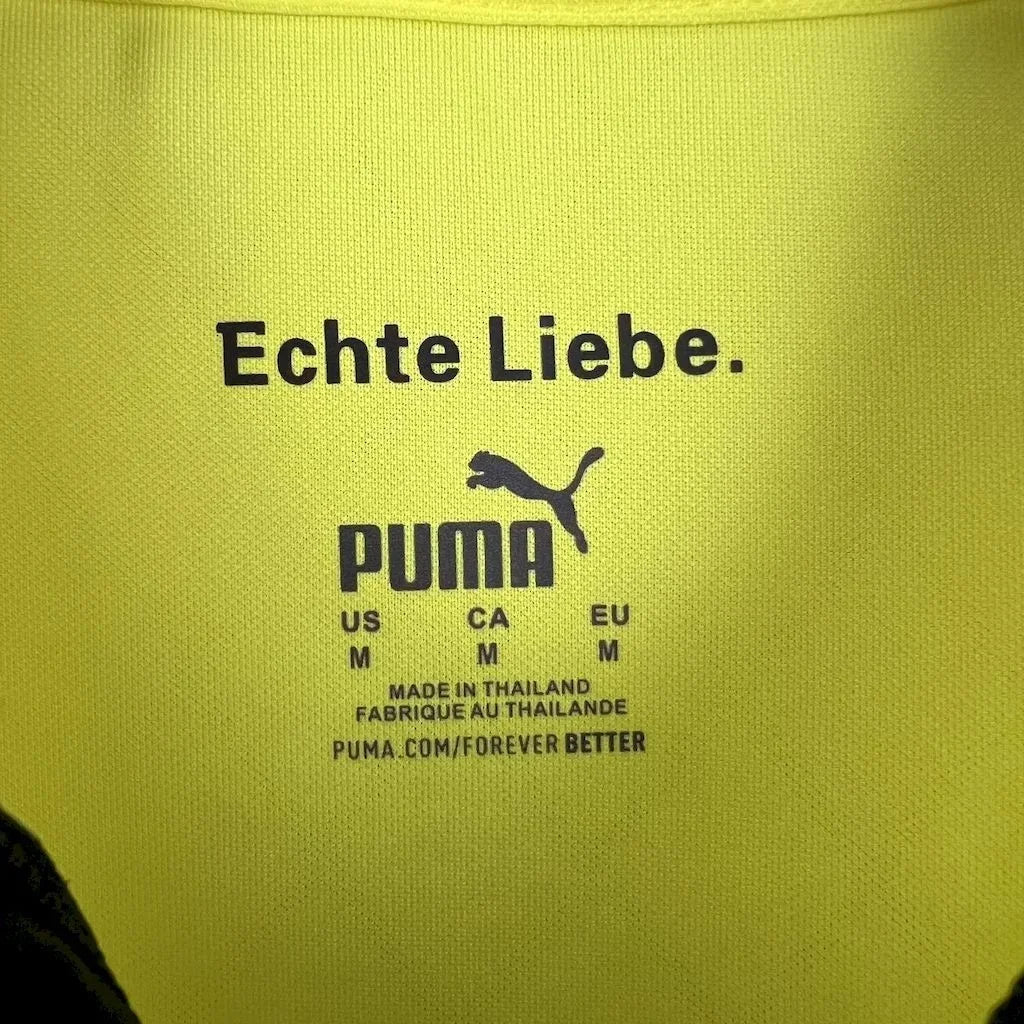 Echte Liebe.
PUMA
US CA EU
M M M
MADE IN THAILAND
FABRIQUE AU THAILANDE
PUMA.COM/FOREVER BETTER